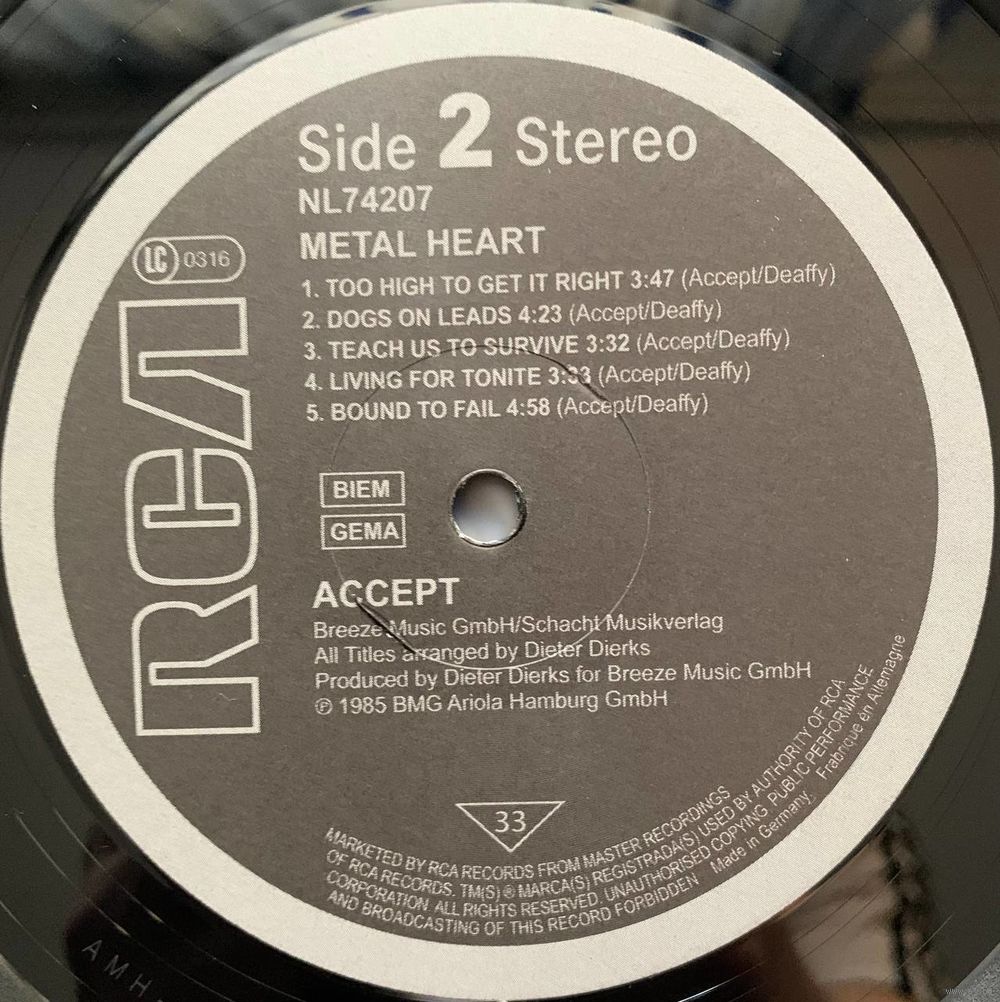 Side 2 Stereo
NL74207
METAL HEART
LC 0316
1. TOO HIGH TO GET IT RIGHT 3:47 (Accept/Deaffy)
2. DOGS ON LEADS 4:23 (Accept/Deaffy)
3. TEACH US TO SURVIVE 3:32 (Accept/Deaffy)
4. LIVING FOR TONITE 3:33 (Accept/Deaffy)
5. BOUND TO FAIL 4:58 (Accept/Deaffy)
RCA
BIEM
GEMA
ACCEPT
Breeze Music GmbH/Schacht Musikverlag
All Titles arranged by Dieter Dierks
Produced by Dieter Dierks for Breeze Music GmbH
℗ 1985 BMG Ariola Hamburg GmbH
33
MARKETED BY RCA RECORDS FROM MASTER RECORDINGS
OF RCA RECORDS. TM(S) ® MARCA(S) REGISTRADA(S) USED BY AUTHORITY OF RCA
CORPORATION. ALL RIGHTS RESERVED. UNAUTHORISED COPYING, PUBLIC PERFORMANCE
AND BROADCASTING OF THIS RECORD FORBIDDEN Made in Germany. Frabrique en Allemagne
AMH